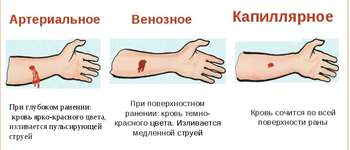 Артериальное
Венозное
Капиллярное
При глубоком ранении:
кровь ярко-красного цвета,
изливается пульсирующей
струей
При поверхностном
ранении: кровь темно-
красного цвета. Изливается
медленной струей
Кровь сочится по всей
поверхности раны